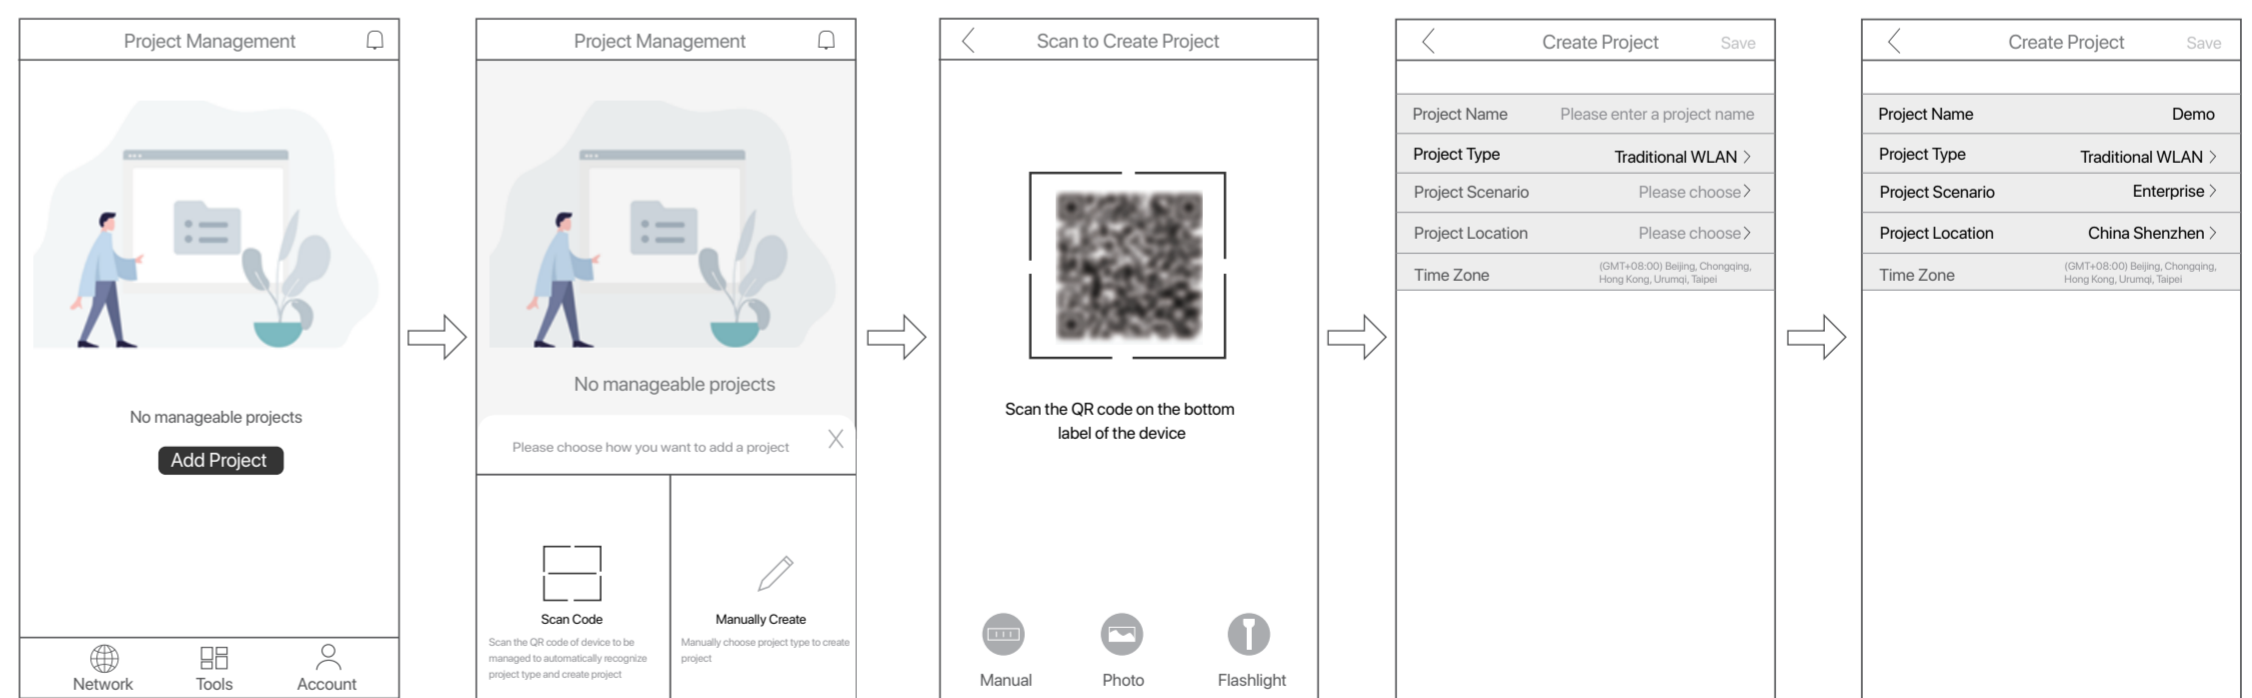 Project Management
No manageable projects
Add Project
Network
Tools
Account
Project Management
No manageable projects
Please choose how you want to add a project
X
Scan Code
Scan the QR code of device to be
managed to automatically recognize
project type and create project
Manually Create
Manually choose project type to create
project
Scan to Create Project
Scan the QR code on the bottom
label of the device
Manual
Photo
Flashlight
Create Project
Save
Project Name
Please enter a project name
Project Type
Traditional WLAN >
Project Scenario
Please choose >
Project Location
Please choose >
Time Zone
(GMT+08:00) Beijing, Chongqing,
Hong Kong, Urumqi, Taipei
Create Project
Save
Project Name
Demo
Project Type
Traditional WLAN >
Project Scenario
Enterprise >
Project Location
China Shenzhen >
Time Zone
(GMT+08:00) Beijing, Chongqing,
Hong Kong, Urumqi, Taipei